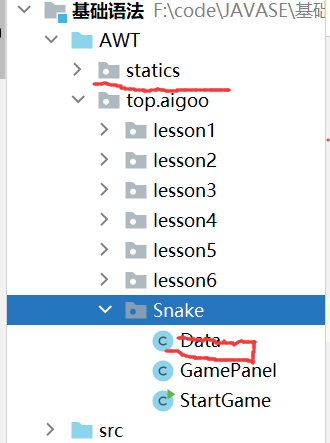 基础语法 F:\code\JAVASE\基础
AWT
statics
top.aigoo
lesson1
lesson2
lesson3
lesson4
lesson5
lesson6
Snake
C Data
C GamePanel
C StartGame
src